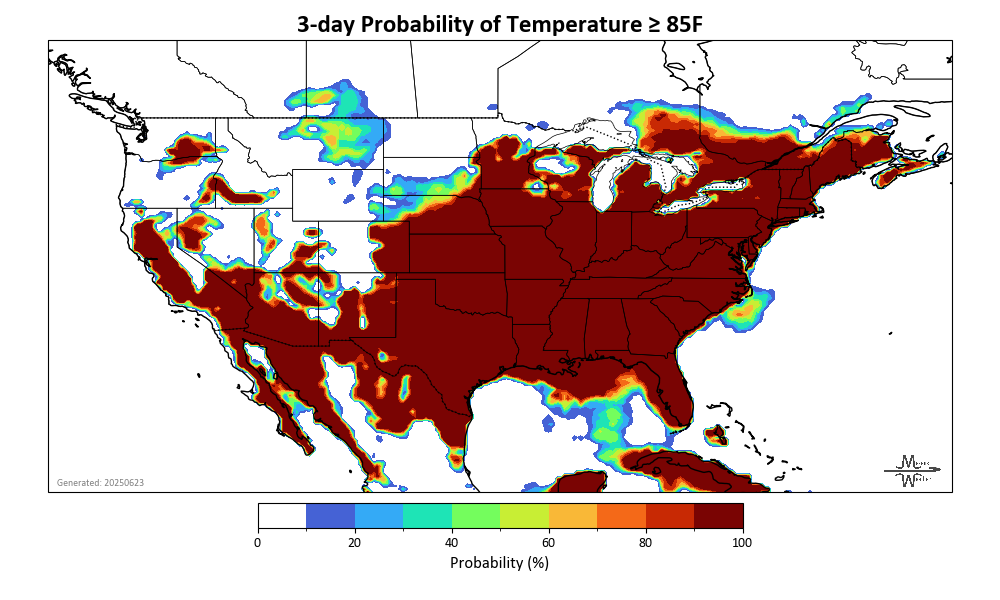 3-day Probability of Temperature ≥ 85F
Generated: 20250623
0 20 40 60 80 100
Probability (%)